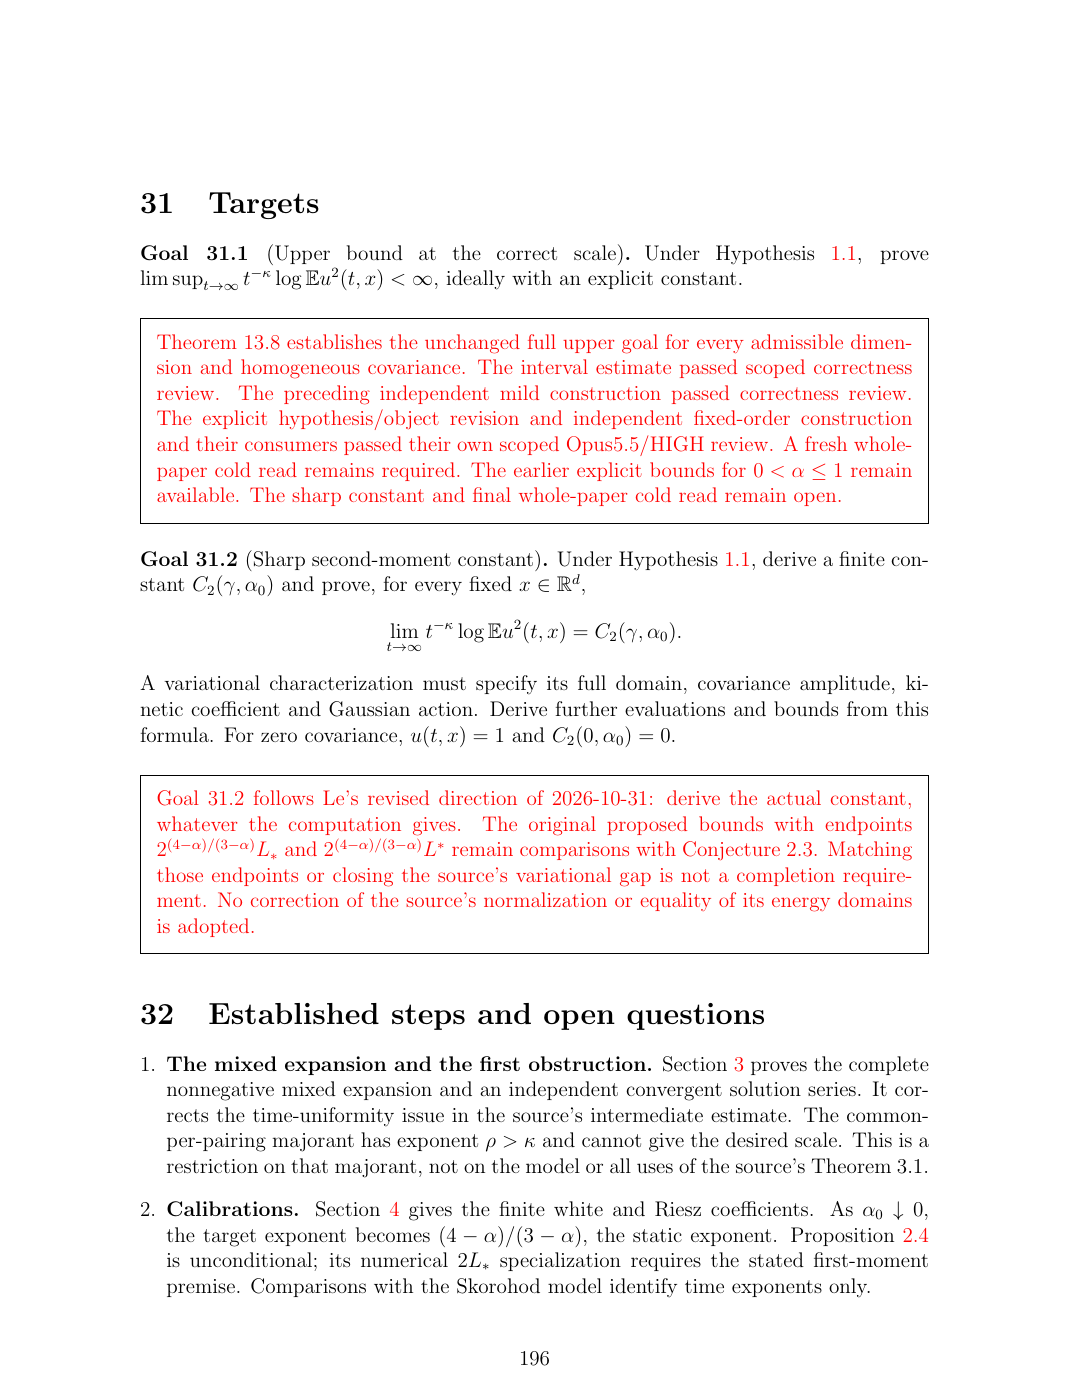 31 Targets
Goal 31.1 (Upper bound at the correct scale). Under Hypothesis 1.1, prove
lim sup_{t→∞} t^{−κ} log 𝔼u²(t, x) < ∞, ideally with an explicit constant.
Theorem 13.8 establishes the unchanged full upper goal for every admissible dimen-
sion and homogeneous covariance. The interval estimate passed scoped correctness
review. The preceding independent mild construction passed correctness review.
The explicit hypothesis/object revision and independent fixed-order construction
and their consumers passed their own scoped Opus5.5/HIGH review. A fresh whole-
paper cold read remains required. The earlier explicit bounds for 0 < α ≤ 1 remain
available. The sharp constant and final whole-paper cold read remain open.
Goal 31.2 (Sharp second-moment constant). Under Hypothesis 1.1, derive a finite con-
stant C₂(γ, α₀) and prove, for every fixed x ∈ ℝ^d,
lim_{t→∞} t^{−κ} log 𝔼u²(t, x) = C₂(γ, α₀).
A variational characterization must specify its full domain, covariance amplitude, ki-
netic coefficient and Gaussian action. Derive further evaluations and bounds from this
formula. For zero covariance, u(t, x) = 1 and C₂(0, α₀) = 0.
Goal 31.2 follows Le's revised direction of 2026-10-31: derive the actual constant,
whatever the computation gives. The original proposed bounds with endpoints
2^{(4−α)/(3−α)}L_* and 2^{(4−α)/(3−α)}L^* remain comparisons with Conjecture 2.3. Matching
those endpoints or closing the source's variational gap is not a completion require-
ment. No correction of the source's normalization or equality of its energy domains
is adopted.
32 Established steps and open questions
1. The mixed expansion and the first obstruction. Section 3 proves the complete
nonnegative mixed expansion and an independent convergent solution series. It cor-
rects the time-uniformity issue in the source's intermediate estimate. The common-
per-pairing majorant has exponent ρ > κ and cannot give the desired scale. This is a
restriction on that majorant, not on the model or all uses of the source's Theorem 3.1.
2. Calibrations. Section 4 gives the finite white and Riesz coefficients. As α₀ ↓ 0,
the target exponent becomes (4 − α)/(3 − α), the static exponent. Proposition 2.4
is unconditional; its numerical 2L_* specialization requires the stated first-moment
premise. Comparisons with the Skorohod model identify time exponents only.
196